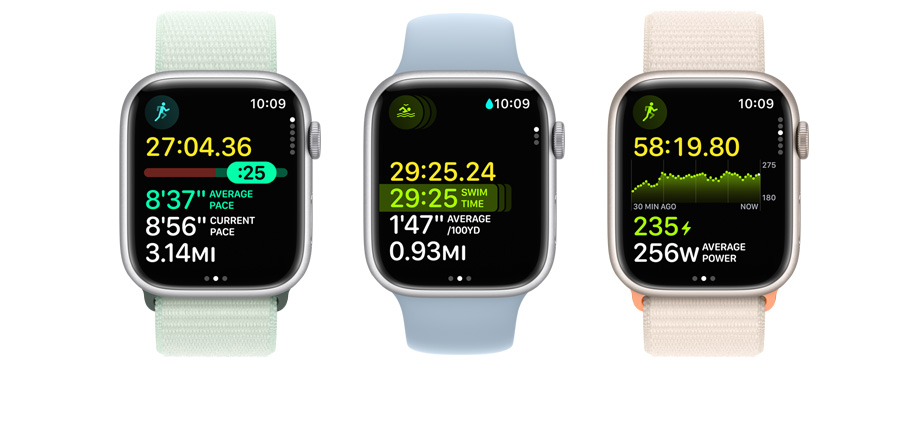 10:09
27:04.36
:25
8'37" AVERAGE PACE
8'56" CURRENT PACE
3.14MI
10:09
29:25.24
29:25 SWIM TIME
1'47" AVERAGE /100YD
0.93MI
10:09
58:19.80
275
180
30 MIN AGO NOW
235
256W AVERAGE POWER